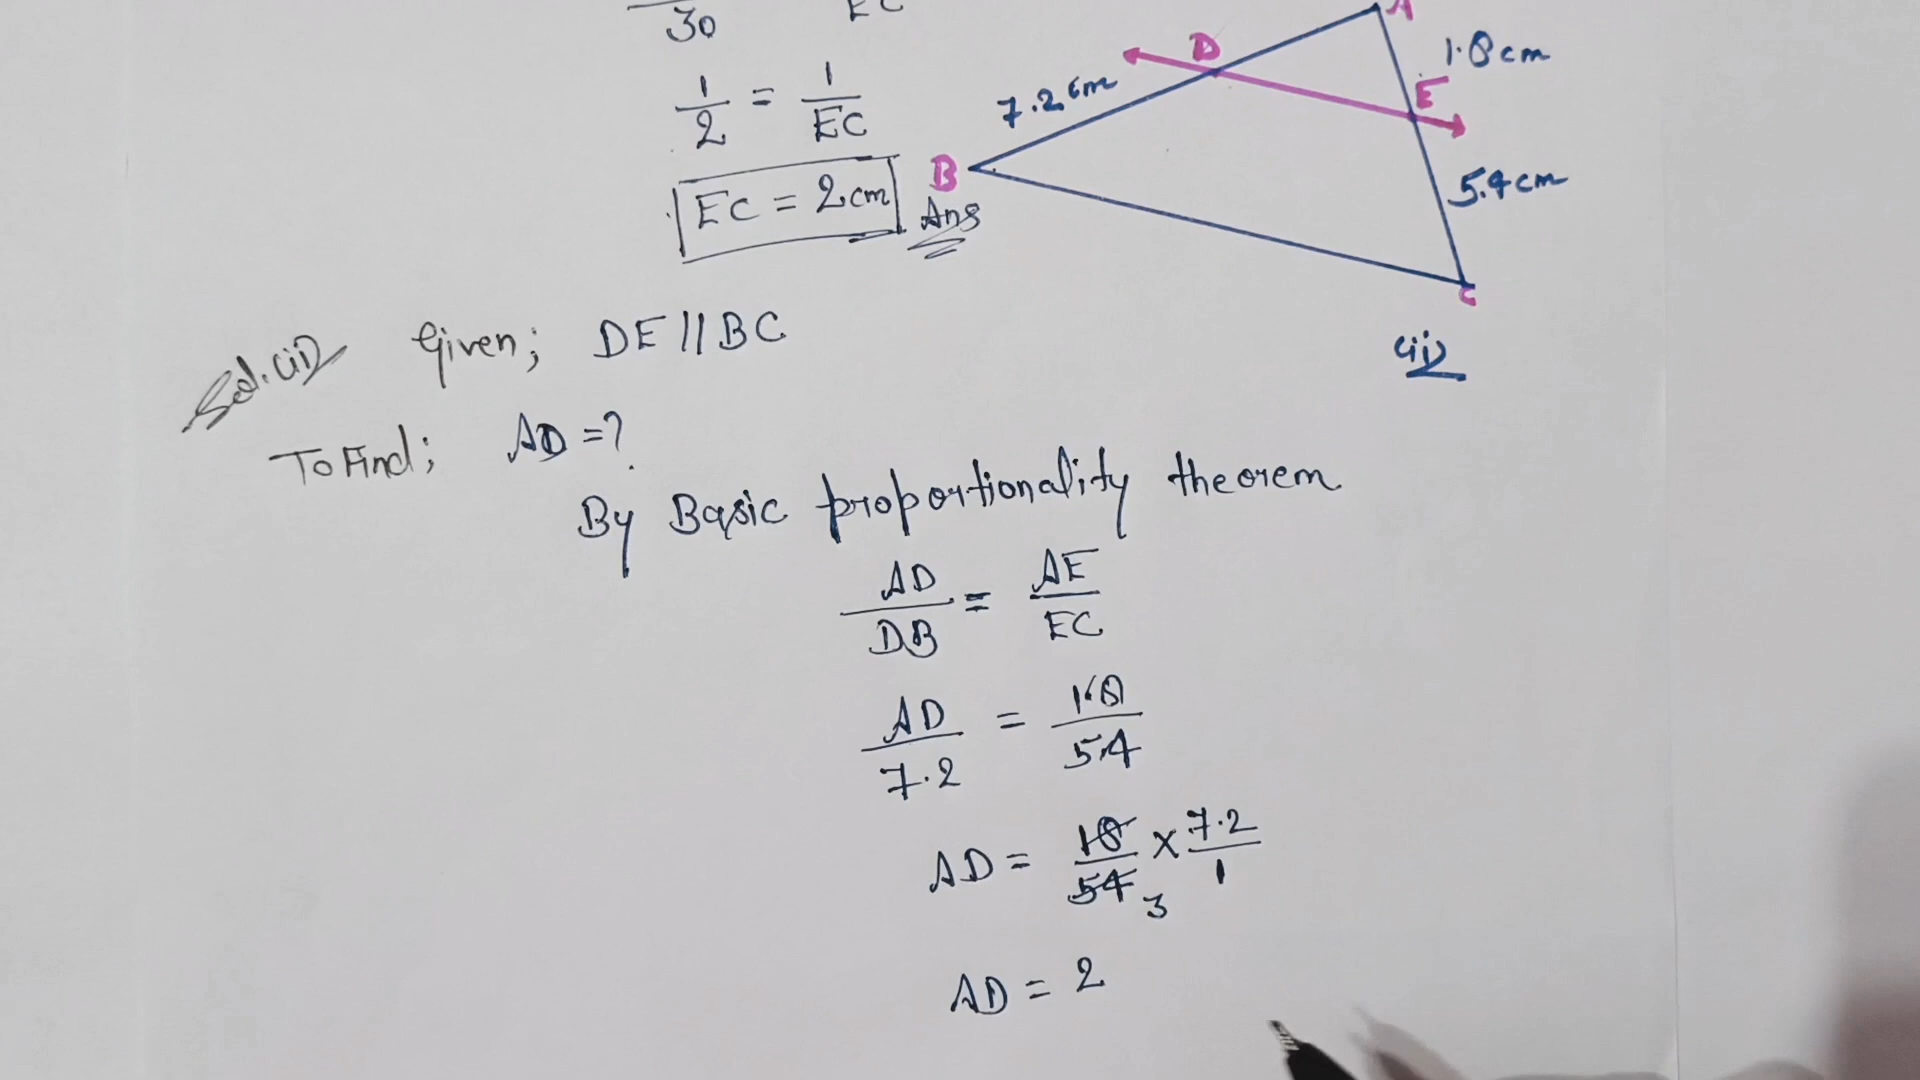 30 EC
1/2 = 1/EC
EC = 2cm Ans
A
D
1.8cm
E
7.2cm
B
5.4cm
C
(ii)
Sol.(ii) Given; DE||BC
To Find; AD=?
By Basic proportionality theorem
AD/DB = AE/EC
AD/7.2 = 1.8/5.4
AD = 18/54 3 × 7.2/1
AD = 2